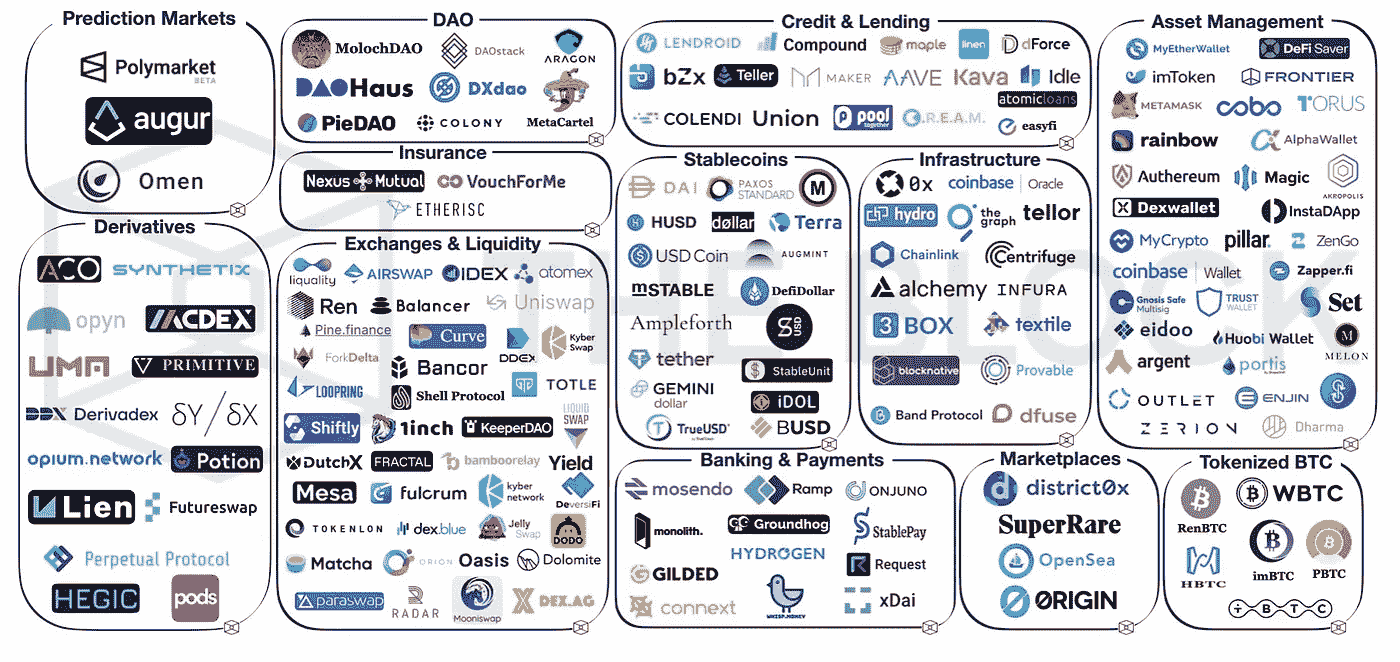 Prediction Markets
Polymarket
BETA
augur
Omen
DAO
MolochDAO
DAOstack
ARAGON
DAOHaus
DXdao
PieDAO
COLONY
MetaCartel
Insurance
Nexus Mutual
VouchForMe
ETHERISC
Credit & Lending
LENDROID
Compound
maple
linen
dForce
bZx
Teller
MAKER
AAVE
Kava
Idle
atomicloans
COLENDI
Union
pool
together
C.R.E.A.M.
easyfi
Asset Management
MyEtherWallet
DeFi Saver
imToken
FRONTIER
METAMASK
cobo
TORUS
rainbow
AlphaWallet
Authereum
Magic
AKROPOLIS
Dexwallet
InstaDApp
MyCrypto
pillar.
ZenGo
coinbase | Wallet
Zapper.fi
Gnosis Safe
Multisig
TRUST
WALLET
Set
eidoo
Huobi Wallet
M
MELON
argent
portis
OUTLET
ENJIN
ZERION
Dharma
Derivatives
ACO
SYNTHETIX
opyn
MCDEX
UMA
PRIMITIVE
DDX Derivadex
δY/δX
opium.network
Potion
Lien
Futureswap
Perpetual Protocol
HEGIC
pods
Exchanges & Liquidity
liquality
AIRSWAP
IDEX
atomex
Ren
Balancer
Uniswap
Pine.finance
Curve
DDEX
Kyber
Swap
ForkDelta
Bancor
LOOPRING
Shell Protocol
TOTLE
Shiftly
1inch
KeeperDAO
LIQUID
SWAP
DutchX
FRACTAL
bamboorelay
Yield
Mesa
fulcrum
kyber
network
DeversiFi
TOKENLON
dex.blue
Jelly
Swap
DODO
Matcha
ORION
Oasis
Dolomite
paraswap
RADAR
Mooniswap
DEX.AG
Stablecoins
DAI
PAXOS
STANDARD
M
HUSD
døllar
Terra
USD Coin
AUGMINT
mSTABLE
DefiDollar
Ampleforth
S
USD
tether
StableUnit
GEMINI
dollar
iDOL
TrueUSD
BUSD
Infrastructure
0x
coinbase | Oracle
hydro
the
graph
tellor
Chainlink
Centrifuge
alchemy
INFURA
3 BOX
textile
blocknative
Provable
Band Protocol
dfuse
Banking & Payments
mosendo
Ramp
ONJUNO
monolith.
Groundhog
StablePay
HYDROGEN
GILDED
Request
connext
WHISP.MONEY
xDai
Marketplaces
district0x
SuperRare
OpenSea
ORIGIN
Tokenized BTC
RenBTC
WBTC
HBTC
imBTC
PBTC
tBTC
THE BLOCK